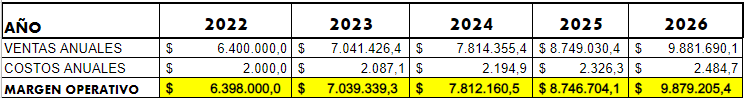 AÑO 2022 2023 2024 2025 2026
VENTAS ANUALES $ 6.400.000,0 $ 7.041.426,4 $ 7.814.355,4 $ 8.749.030,4 $ 9.881.690,1
COSTOS ANUALES $ 2.000,0 $ 2.087,1 $ 2.194,9 $ 2.326,3 $ 2.484,7
MARGEN OPERATIVO $ 6.398.000,0 $ 7.039.339,3 $ 7.812.160,5 $ 8.746.704,1 $ 9.879.205,4